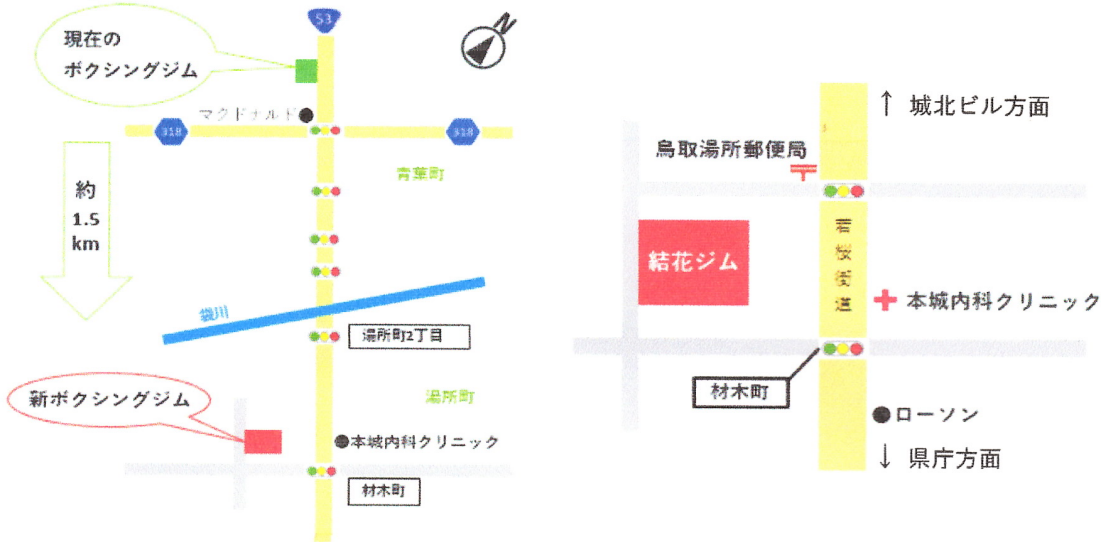 53
N
現在の
ボクシングジム
マクドナルド
318
318
青葉町
約
1.5
km
袋川
湯所町2丁目
湯所町
新ボクシングジム
本城内科クリニック
材木町
↑ 城北ビル方面
鳥取湯所郵便局
〒
若桜街道
結花ジム
本城内科クリニック
材木町
ローソン
↓ 県庁方面